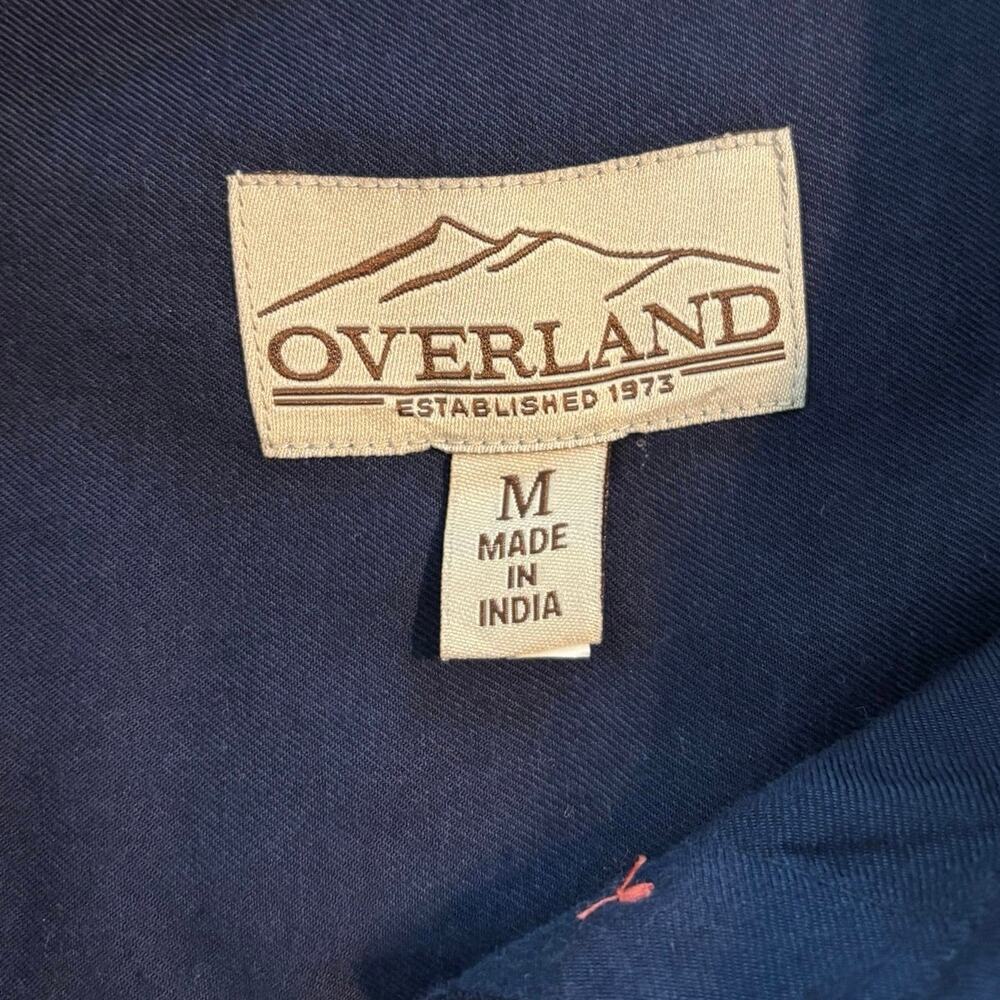 OVERLAND
ESTABLISHED 1973
M
MADE
IN
INDIA